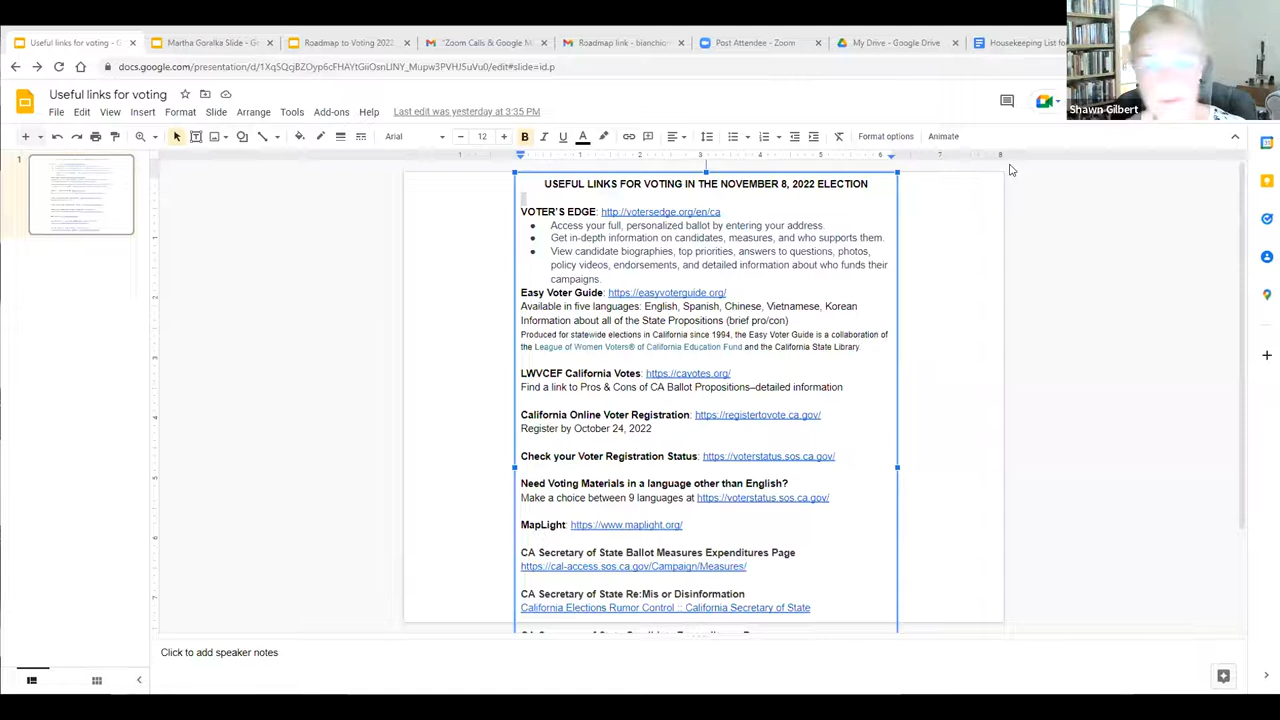 Useful links for voting - G
Martha Goralka Slide - Goo
Roadmap to Voting 2022
"Zoom Calls & Google M
Roadmap link - bianchion
Post Attendee - Zoom
My Drive - Google Drive
Housekeeping List for
docs.google.com/presentation/d/
/edit#slide=id.p
Shawn Gilbert
Useful links for voting
File Edit View Insert Format Slide Arrange Tools Add-ons Help
Last edit was yesterday at 3:35 PM
Arial
12
B I U A
Format options
Animate
1 1 2 3 4 5 6 7 8
1
USEFUL LINKS FOR VOTING IN THE NOVEMBER 8, 2022 ELECTION
VOTER'S EDGE: http://votersedge.org/en/ca
● Access your full, personalized ballot by entering your address.
● Get in-depth information on candidates, measures, and who supports them.
● View candidate biographies, top priorities, answers to questions, photos,
policy videos, endorsements, and detailed information about who funds their
campaigns.
Easy Voter Guide: https://easyvoterguide.org/
Available in five languages: English, Spanish, Chinese, Vietnamese, Korean
Information about all of the State Propositions (brief pro/con)
Produced for statewide elections in California since 1994, the Easy Voter Guide is a collaboration of
the League of Women Voters® of California Education Fund and the California State Library.
LWVCEF California Votes: https://cavotes.org/
Find a link to Pros & Cons of CA Ballot Propositions–detailed information
California Online Voter Registration: https://registertovote.ca.gov/
Register by October 24, 2022
Check your Voter Registration Status: https://voterstatus.sos.ca.gov/
Need Voting Materials in a language other than English?
Make a choice between 9 languages at https://voterstatus.sos.ca.gov/
MapLight: https://www.maplight.org/
CA Secretary of State Ballot Measures Expenditures Page
https://cal-access.sos.ca.gov/Campaign/Measures/
CA Secretary of State Re:Mis or Disinformation
California Elections Rumor Control :: California Secretary of State
Click to add speaker notes